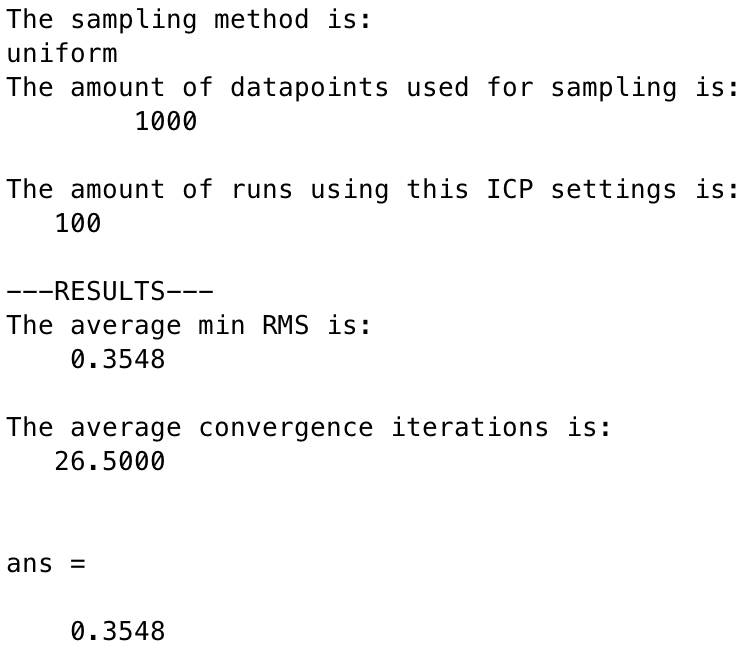 The sampling method is:
uniform
The amount of datapoints used for sampling is:
1000
The amount of runs using this ICP settings is:
100
---RESULTS---
The average min RMS is:
0.3548
The average convergence iterations is:
26.5000
ans =
0.3548